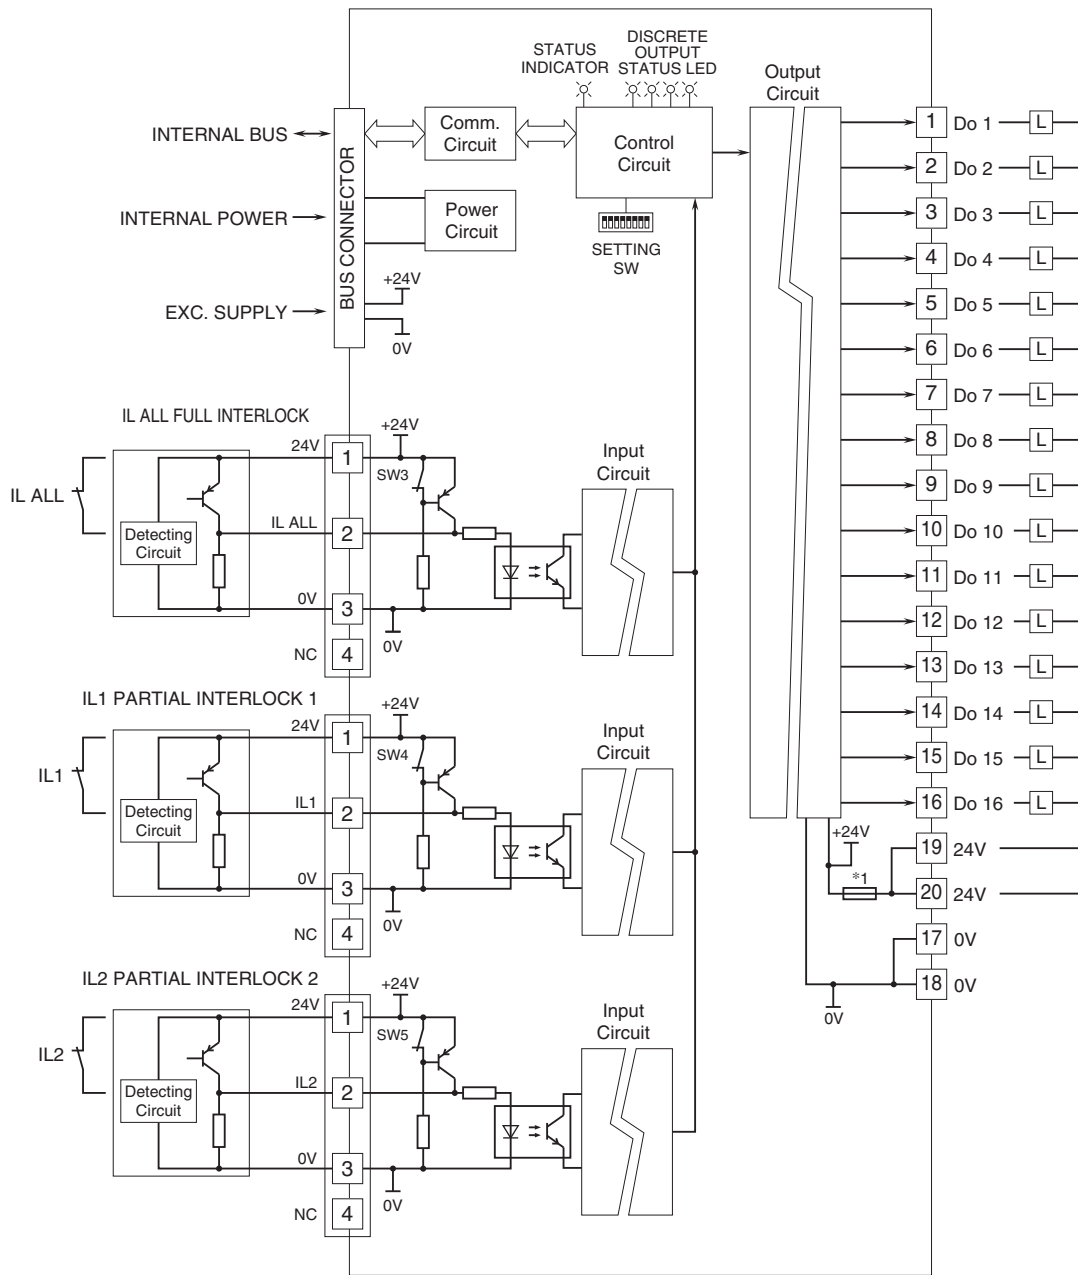 STATUS
INDICATOR
DISCRETE
OUTPUT
STATUS LED
Output
Circuit
INTERNAL BUS
INTERNAL POWER
EXC. SUPPLY
BUS CONNECTOR
Comm.
Circuit
Power
Circuit
+24V
0V
Control
Circuit
SETTING
SW
1 Do 1 L
2 Do 2 L
3 Do 3 L
4 Do 4 L
5 Do 5 L
6 Do 6 L
7 Do 7 L
8 Do 8 L
9 Do 9 L
10 Do 10 L
11 Do 11 L
12 Do 12 L
13 Do 13 L
14 Do 14 L
15 Do 15 L
16 Do 16 L
+24V
*1
19 24V
20 24V
17 0V
18 0V
0V
IL ALL FULL INTERLOCK
IL ALL
Detecting
Circuit
24V 1
IL ALL 2
0V 3
NC 4
+24V
SW3
0V
Input
Circuit
IL1 PARTIAL INTERLOCK 1
IL1
Detecting
Circuit
24V 1
IL1 2
0V 3
NC 4
+24V
SW4
0V
Input
Circuit
IL2 PARTIAL INTERLOCK 2
IL2
Detecting
Circuit
24V 1
IL2 2
0V 3
NC 4
+24V
SW5
0V
Input
Circuit